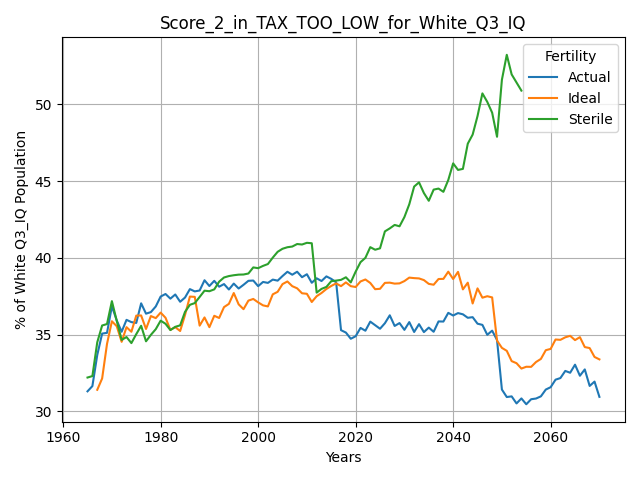 Score_2_in_TAX_TOO_LOW_for_White_Q3_IQ
Fertility
Actual
Ideal
Sterile
% of White Q3_IQ Population
50
45
40
35
30
1960
1980
2000
2020
2040
2060
Years